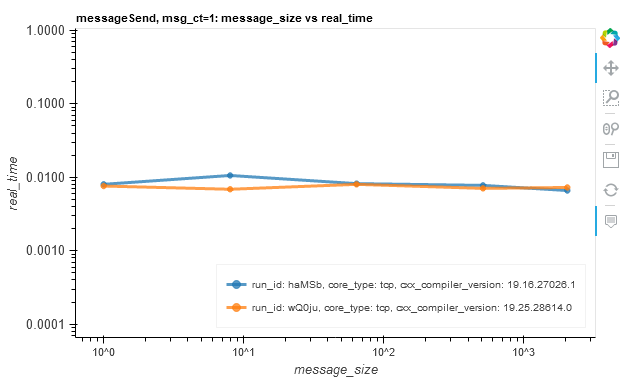 messageSend, msg_ct=1: message_size vs real_time
1.0000
0.1000
0.0100
0.0010
0.0001
real_time
run_id: haMSb, core_type: tcp, cxx_compiler_version: 19.16.27026.1
run_id: wQ0ju, core_type: tcp, cxx_compiler_version: 19.25.28614.0
10^0 10^1 10^2 10^3
message_size